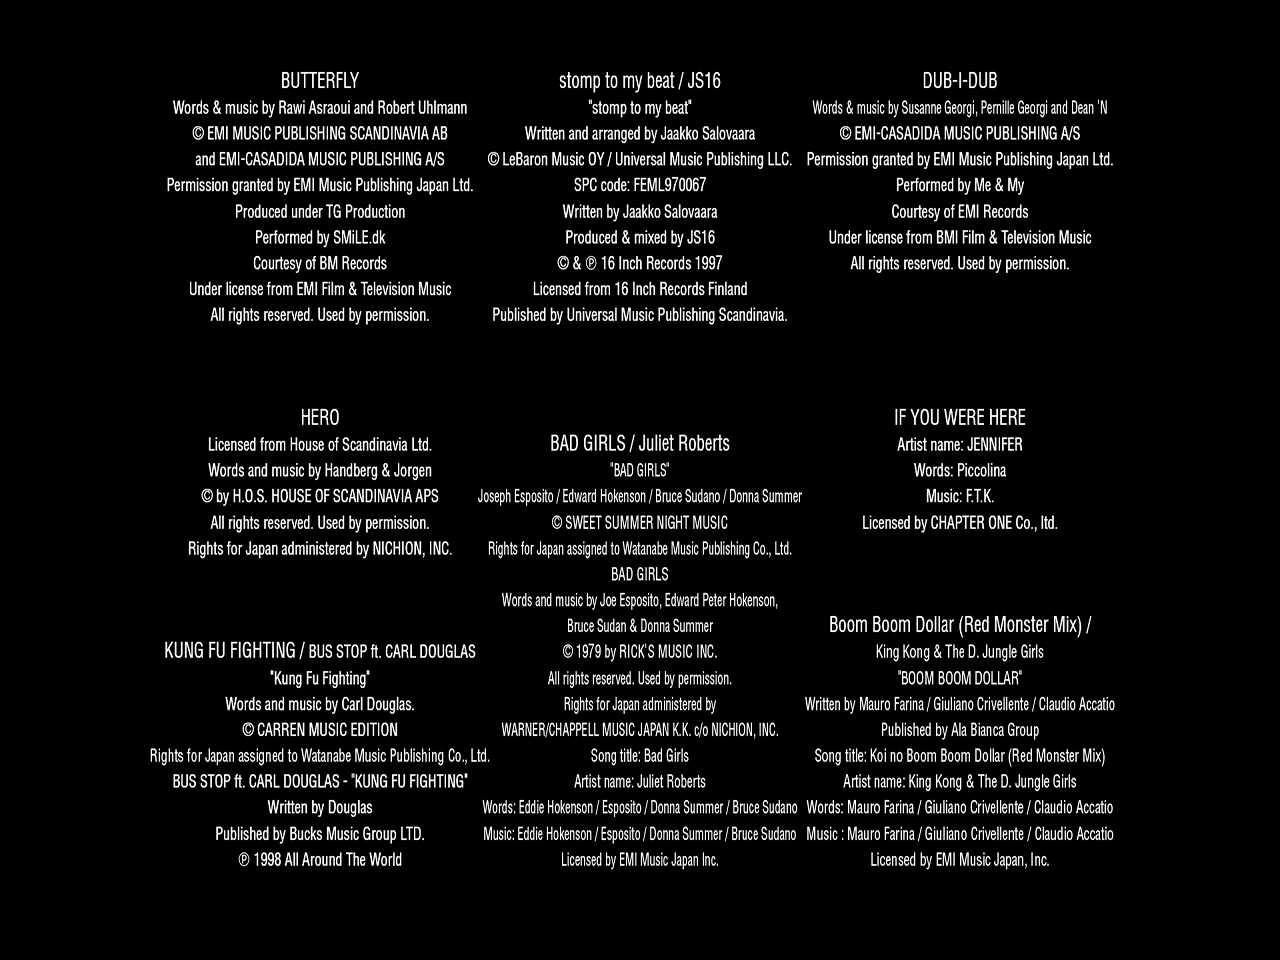 BUTTERFLY
Words & music by Rawi Asraoui and Robert Uhlmann
© EMI MUSIC PUBLISHING SCANDINAVIA AB
and EMI-CASADIDA MUSIC PUBLISHING A/S
Permission granted by EMI Music Publishing Japan Ltd.
Produced under TG Production
Performed by SMiLE.dk
Courtesy of BM Records
Under license from EMI Film & Television Music
All rights reserved. Used by permission.
stomp to my beat / JS16
"stomp to my beat"
Written and arranged by Jaakko Salovaara
© LeBaron Music OY / Universal Music Publishing LLC.
SPC code: FEML970067
Written by Jaakko Salovaara
Produced & mixed by JS16
© & ℗ 16 Inch Records 1997
Licensed from 16 Inch Records Finland
Published by Universal Music Publishing Scandinavia.
DUB-I-DUB
Words & music by Susanne Georgi, Pernille Georgi and Dean 'N
© EMI-CASADIDA MUSIC PUBLISHING A/S
Permission granted by EMI Music Publishing Japan Ltd.
Performed by Me & My
Courtesy of EMI Records
Under license from BMI Film & Television Music
All rights reserved. Used by permission.
HERO
Licensed from House of Scandinavia Ltd.
Words and music by Handberg & Jorgen
© by H.O.S. HOUSE OF SCANDINAVIA APS
All rights reserved. Used by permission.
Rights for Japan administered by NICHION, INC.
BAD GIRLS / Juliet Roberts
"BAD GIRLS"
Joseph Esposito / Edward Hokenson / Bruce Sudano / Donna Summer
© SWEET SUMMER NIGHT MUSIC
Rights for Japan assigned to Watanabe Music Publishing Co., Ltd.
BAD GIRLS
Words and music by Joe Esposito, Edward Peter Hokenson,
Bruce Sudan & Donna Summer
© 1979 by RICK'S MUSIC INC.
All rights reserved. Used by permission.
Rights for Japan administered by
WARNER/CHAPPELL MUSIC JAPAN K.K. c/o NICHION, INC.
Song title: Bad Girls
Artist name: Juliet Roberts
Words: Eddie Hokenson / Esposito / Donna Summer / Bruce Sudano
Music: Eddie Hokenson / Esposito / Donna Summer / Bruce Sudano
Licensed by EMI Music Japan Inc.
IF YOU WERE HERE
Artist name: JENNIFER
Words: Piccolina
Music: F.T.K.
Licensed by CHAPTER ONE Co., ltd.
KUNG FU FIGHTING / BUS STOP ft. CARL DOUGLAS
"Kung Fu Fighting"
Words and music by Carl Douglas.
© CARREN MUSIC EDITION
Rights for Japan assigned to Watanabe Music Publishing Co., Ltd.
BUS STOP ft. CARL DOUGLAS - "KUNG FU FIGHTING"
Written by Douglas
Published by Bucks Music Group LTD.
℗ 1998 All Around The World
Boom Boom Dollar (Red Monster Mix) /
King Kong & The D. Jungle Girls
"BOOM BOOM DOLLAR"
Written by Mauro Farina / Giuliano Crivellente / Claudio Accatio
Published by Ala Bianca Group
Song title: Koi no Boom Boom Dollar (Red Monster Mix)
Artist name: King Kong & The D. Jungle Girls
Words: Mauro Farina / Giuliano Crivellente / Claudio Accatio
Music : Mauro Farina / Giuliano Crivellente / Claudio Accatio
Licensed by EMI Music Japan, Inc.